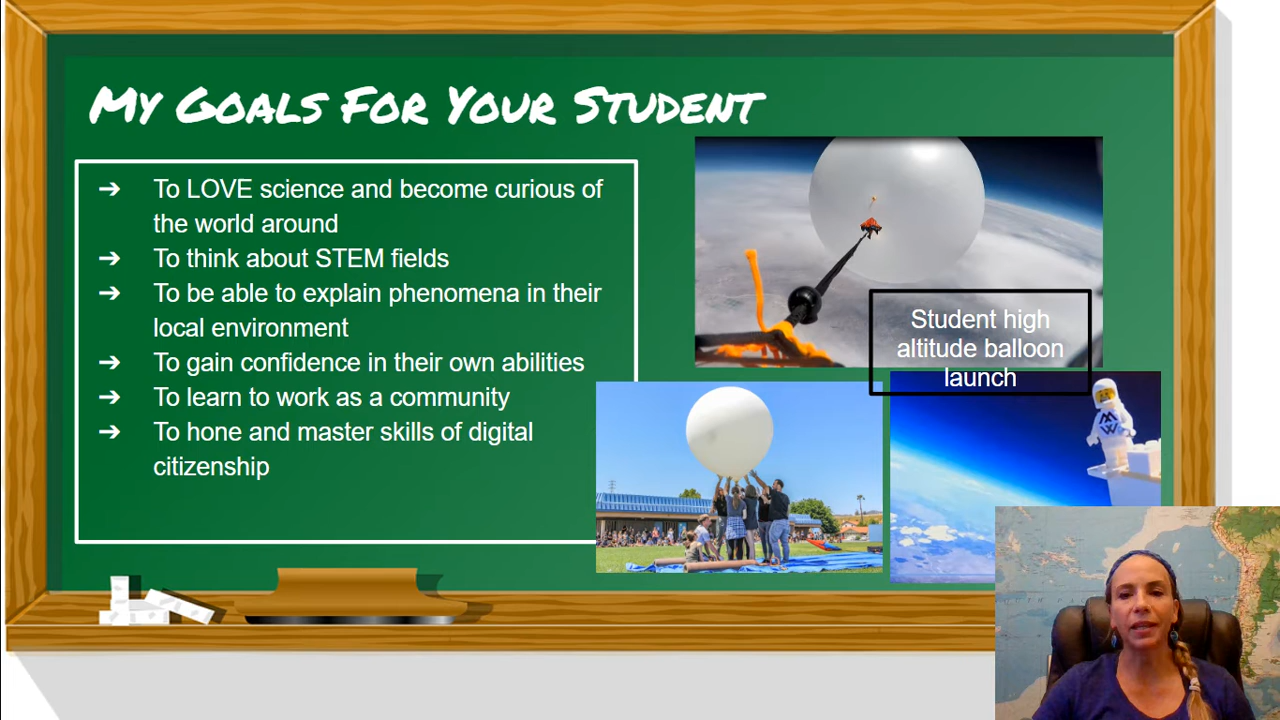 My Goals For Your Student
➔ To LOVE science and become curious of
the world around
➔ To think about STEM fields
➔ To be able to explain phenomena in their
local environment
➔ To gain confidence in their own abilities
➔ To learn to work as a community
➔ To hone and master skills of digital
citizenship
Student high
altitude balloon
launch
M
W